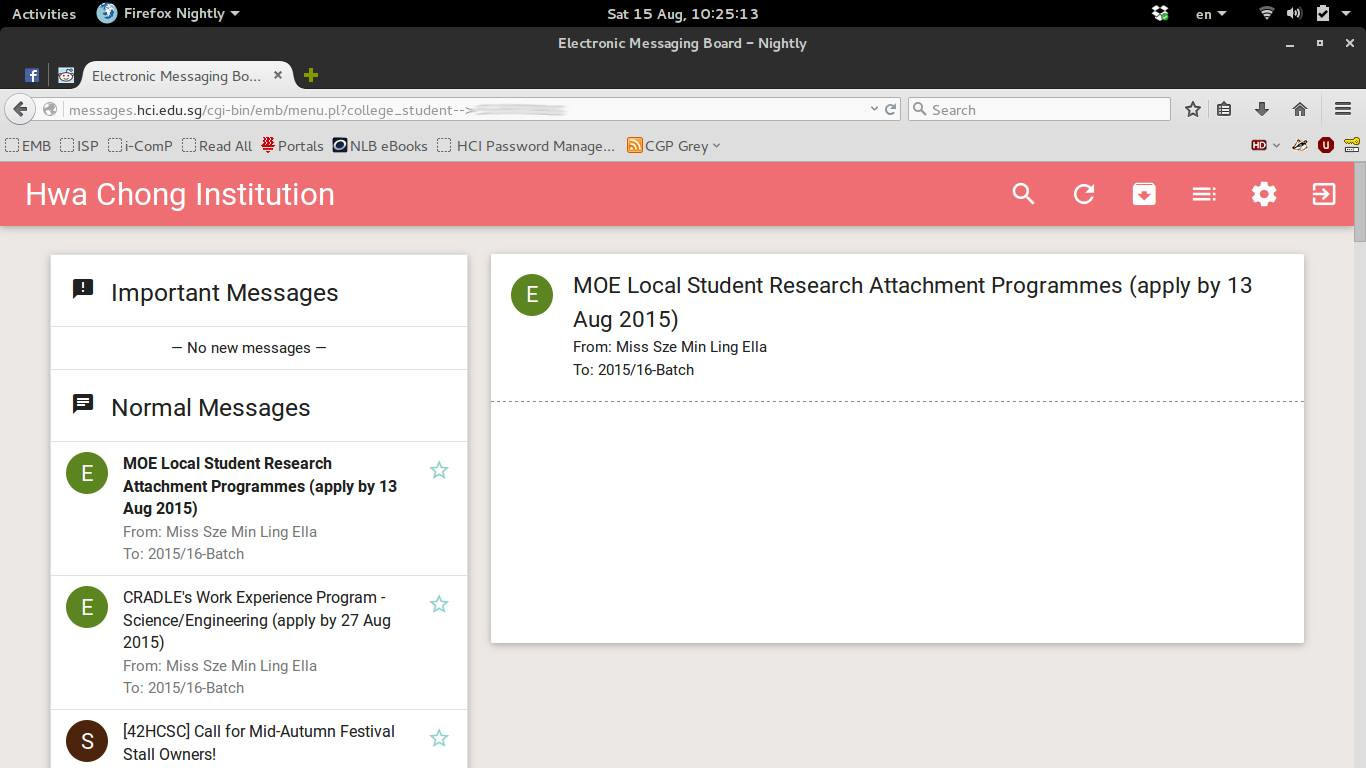 Activities Firefox Nightly Sat 15 Aug, 10:25:13 en
Electronic Messaging Board - Nightly
Electronic Messaging Bo...
messages.hci.edu.sg/cgi-bin/emb/menu.pl?college_student--> Search
EMB ISP i-ComP Read All Portals NLB eBooks HCI Password Manage... CGP Grey HD U
Hwa Chong Institution
Important Messages
— No new messages —
Normal Messages
E
MOE Local Student Research
Attachment Programmes (apply by 13
Aug 2015)
From: Miss Sze Min Ling Ella
To: 2015/16-Batch
E
CRADLE's Work Experience Program -
Science/Engineering (apply by 27 Aug
2015)
From: Miss Sze Min Ling Ella
To: 2015/16-Batch
S
[42HCSC] Call for Mid-Autumn Festival
Stall Owners!
E
MOE Local Student Research Attachment Programmes (apply by 13
Aug 2015)
From: Miss Sze Min Ling Ella
To: 2015/16-Batch